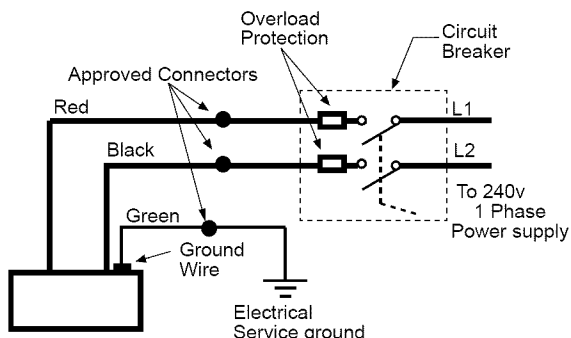 Overload
Protection
Circuit
Breaker
Approved Connectors
Red
L1
Black
L2
To 240v
1 Phase
Power supply
Green
Ground
Wire
Electrical
Service ground